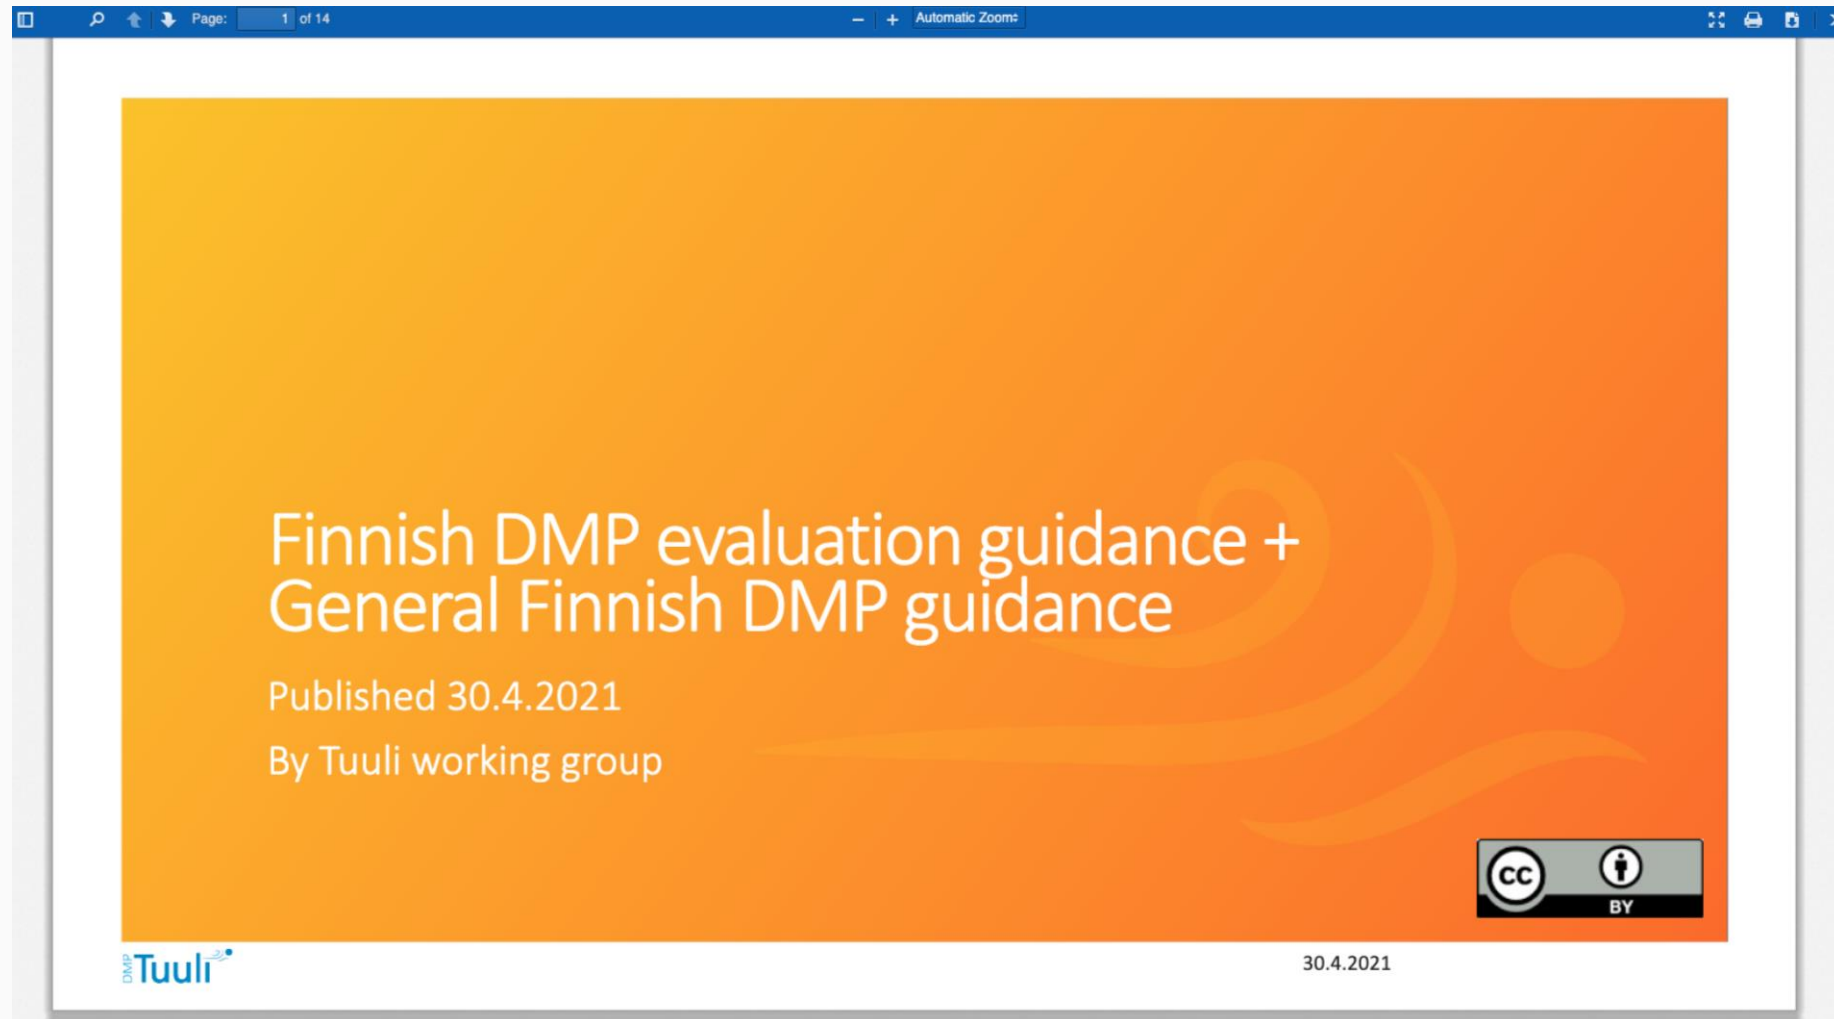 Page: 1 of 14 − + Automatic Zoom
Finnish DMP evaluation guidance +
General Finnish DMP guidance
Published 30.4.2021
By Tuuli working group
cc BY
DMP Tuuli
30.4.2021